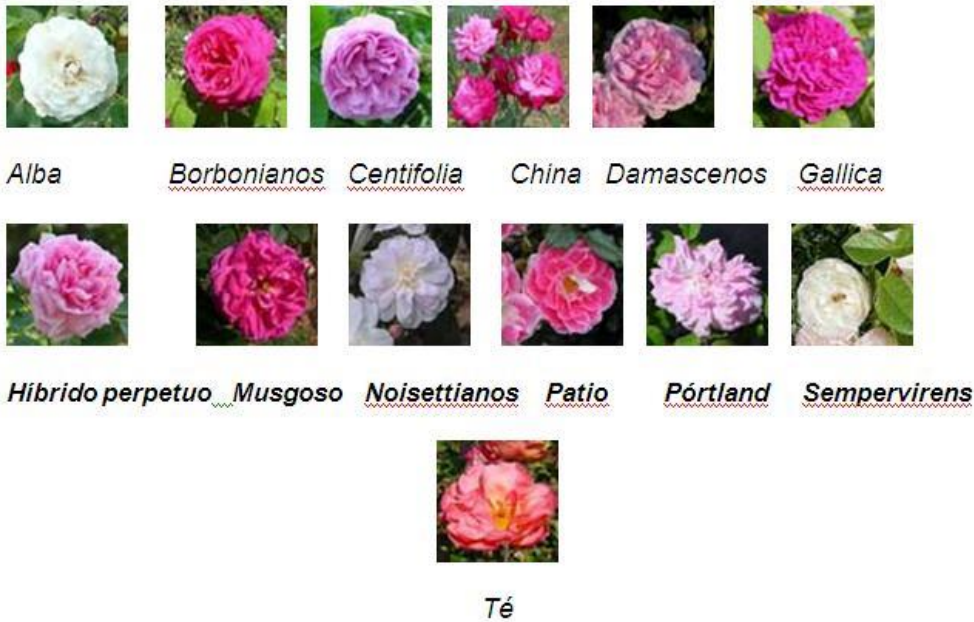 Alba Borbonianos Centifolia China Damascenos Gallica
Híbrido perpetuo Musgoso Noisettianos Patio Pórtland Sempervirens
Té